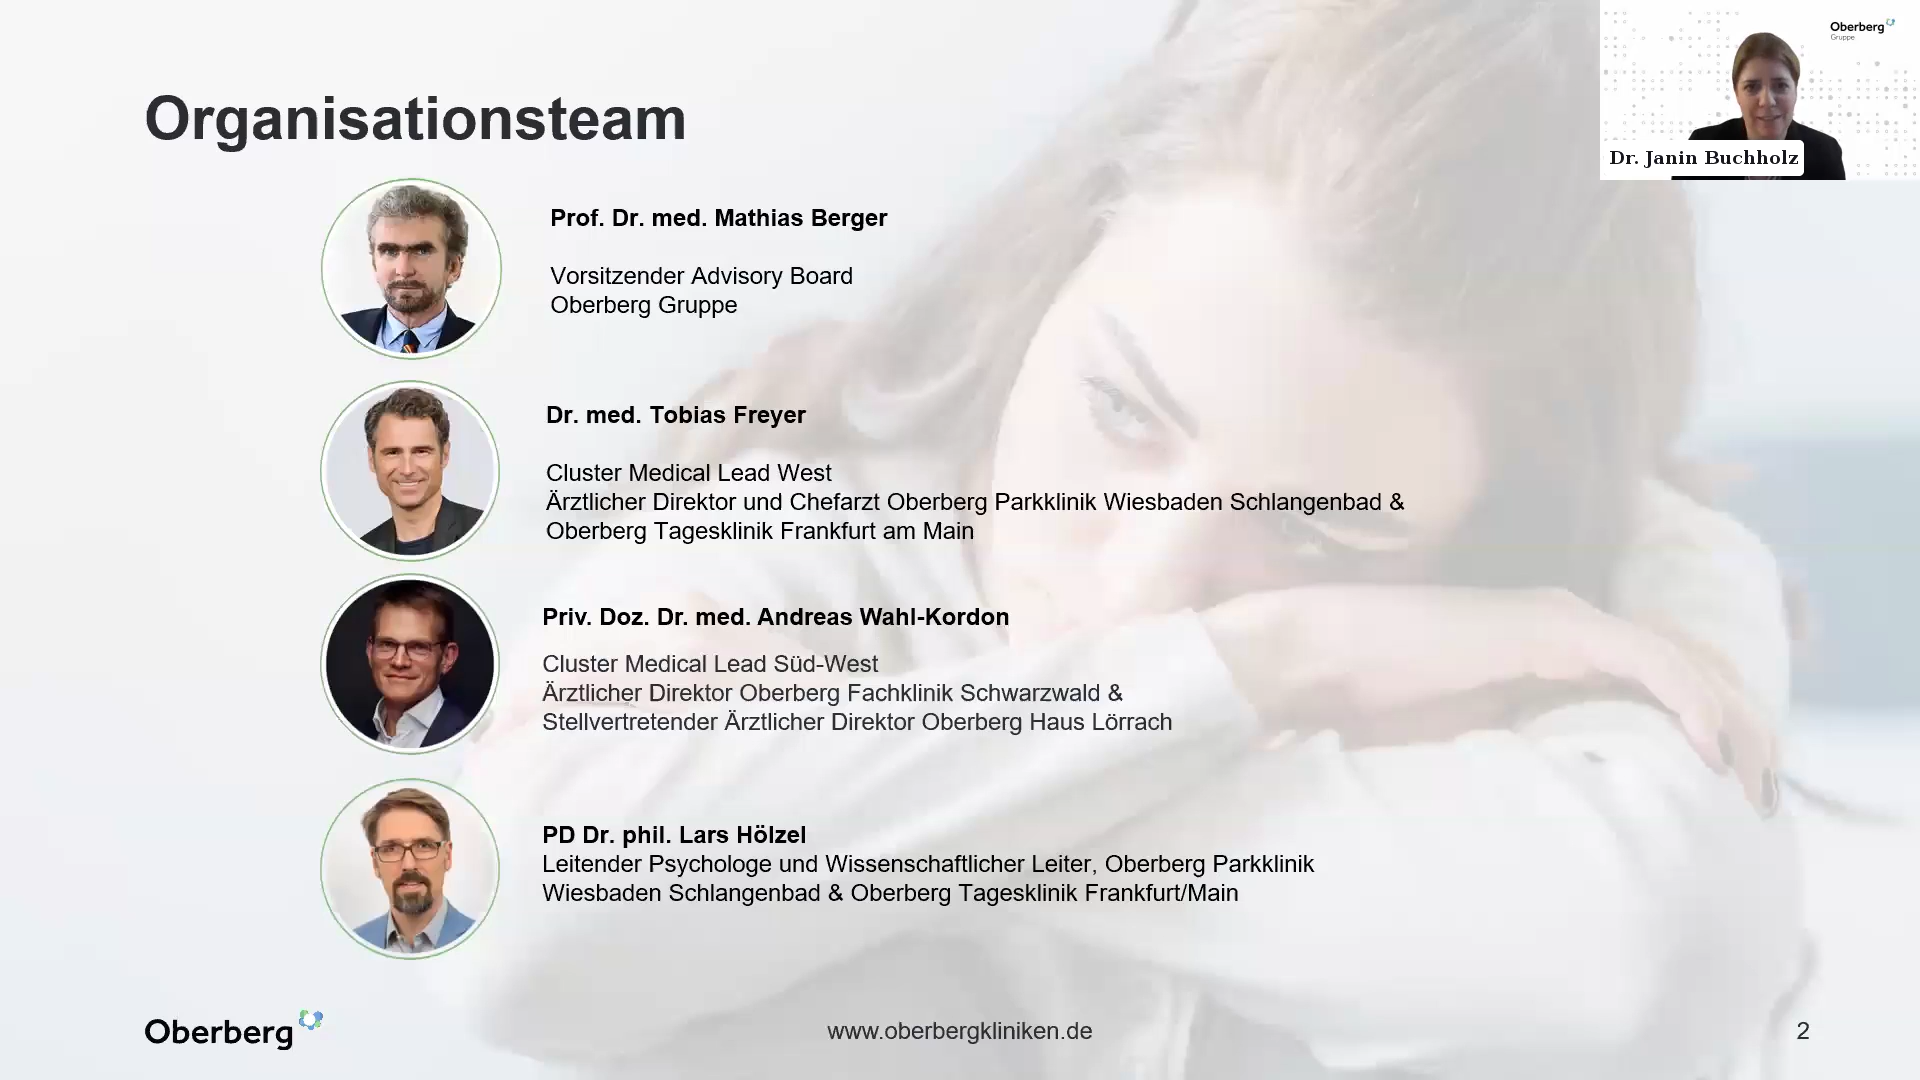 Oberberg
Gruppe
Dr. Janin Buchholz
Organisationsteam
Prof. Dr. med. Mathias Berger
Vorsitzender Advisory Board
Oberberg Gruppe
Dr. med. Tobias Freyer
Cluster Medical Lead West
Ärztlicher Direktor und Chefarzt Oberberg Parkklinik Wiesbaden Schlangenbad &
Oberberg Tagesklinik Frankfurt am Main
Priv. Doz. Dr. med. Andreas Wahl-Kordon
Cluster Medical Lead Süd-West
Ärztlicher Direktor Oberberg Fachklinik Schwarzwald &
Stellvertretender Ärztlicher Direktor Oberberg Haus Lörrach
PD Dr. phil. Lars Hölzel
Leitender Psychologe und Wissenschaftlicher Leiter, Oberberg Parkklinik
Wiesbaden Schlangenbad & Oberberg Tagesklinik Frankfurt/Main
Oberberg
www.oberbergkliniken.de
2